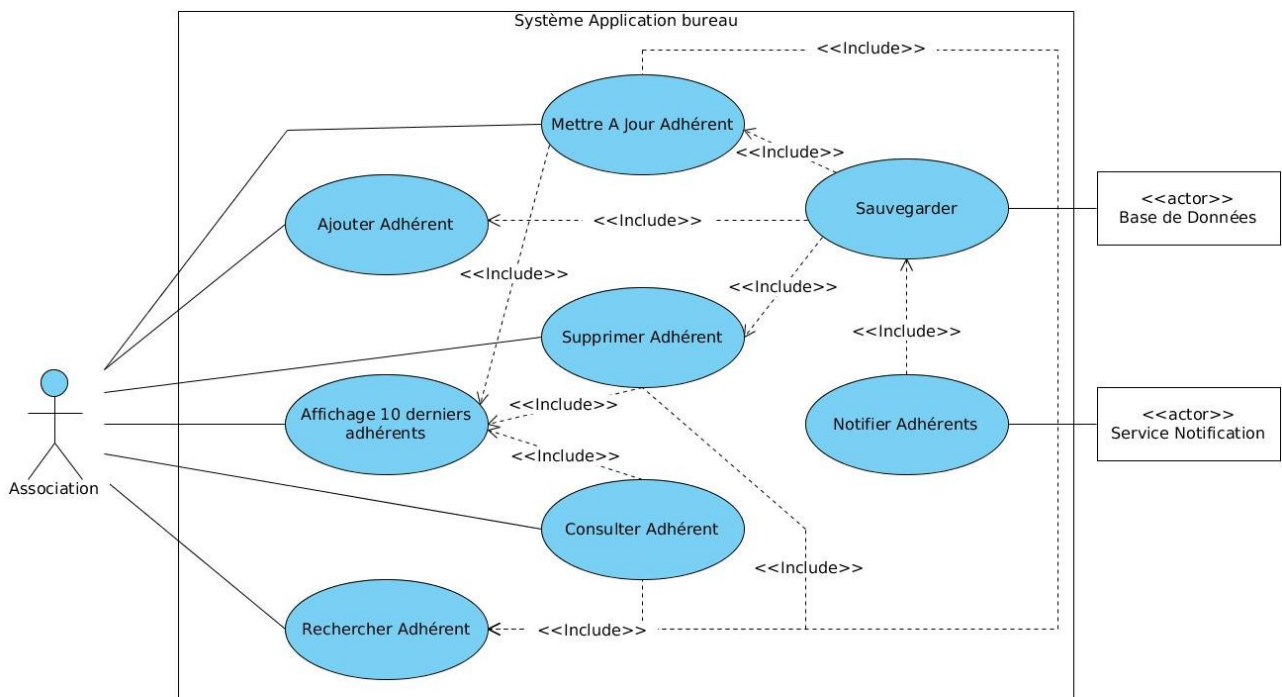 Système Application bureau
<<Include>>
Mettre A Jour Adhérent
<<Include>>
Sauvegarder
<<actor>>
Base de Données
Ajouter Adhérent
<<Include>>
<<Include>>
<<Include>>
Supprimer Adhérent
<<Include>>
Affichage 10 derniers
adhérents
<<Include>>
Notifier Adhérents
<<actor>>
Service Notification
<<Include>>
Association
Consulter Adhérent
<<Include>>
Rechercher Adhérent
<<Include>>